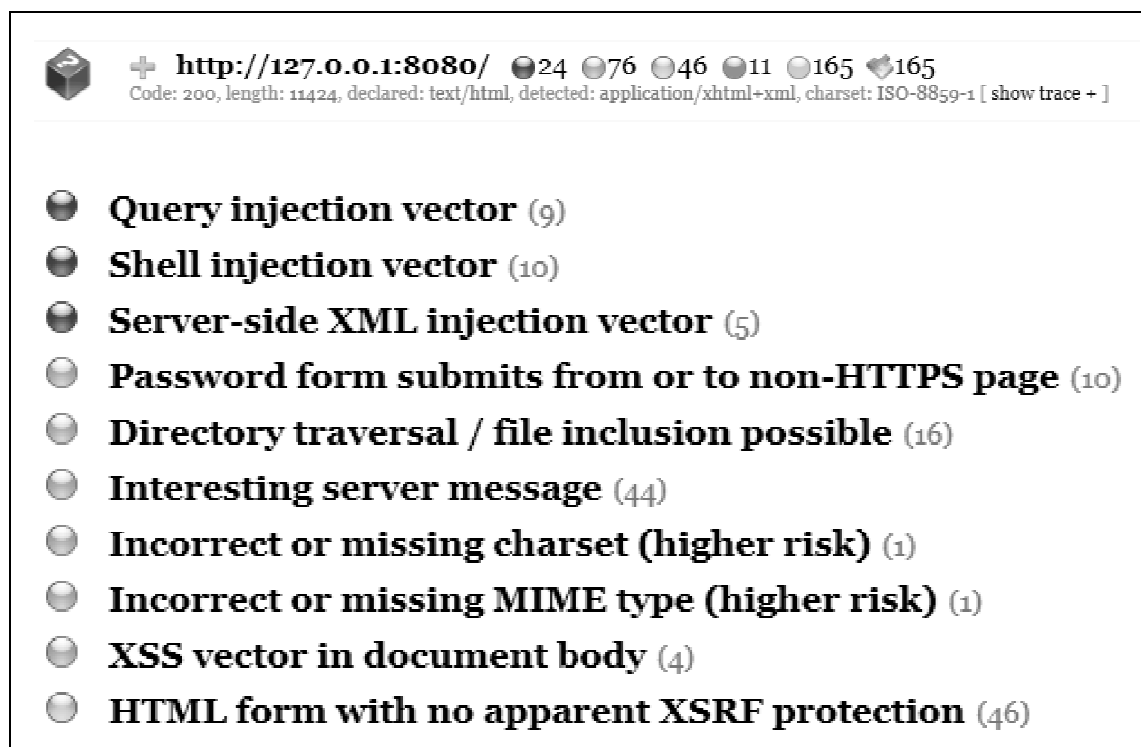 http://127.0.0.1:8080/ 24 76 46 11 165 165
Code: 200, length: 11424, declared: text/html, detected: application/xhtml+xml, charset: ISO-8859-1 [ show trace + ]
Query injection vector (9)
Shell injection vector (10)
Server-side XML injection vector (5)
Password form submits from or to non-HTTPS page (10)
Directory traversal / file inclusion possible (16)
Interesting server message (44)
Incorrect or missing charset (higher risk) (1)
Incorrect or missing MIME type (higher risk) (1)
XSS vector in document body (4)
HTML form with no apparent XSRF protection (46)